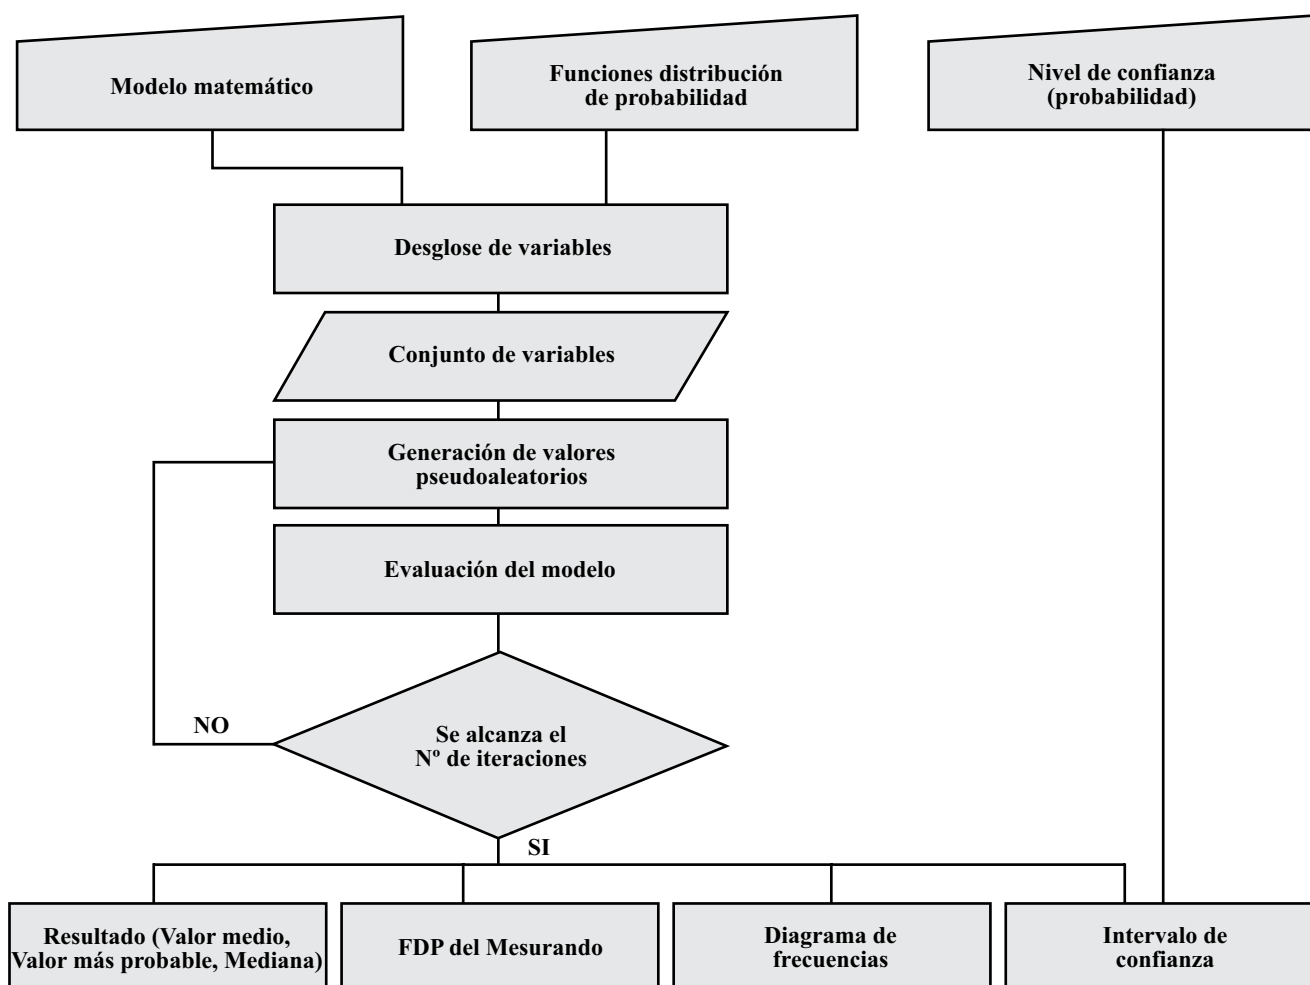 Modelo matemático
Funciones distribución
de probabilidad
Nivel de confianza
(probabilidad)
Desglose de variables
Conjunto de variables
Generación de valores
pseudoaleatorios
Evaluación del modelo
Se alcanza el
Nº de iteraciones
NO
SI
Resultado (Valor medio,
Valor más probable, Mediana)
FDP del Mesurando
Diagrama de
frecuencias
Intervalo de
confianza